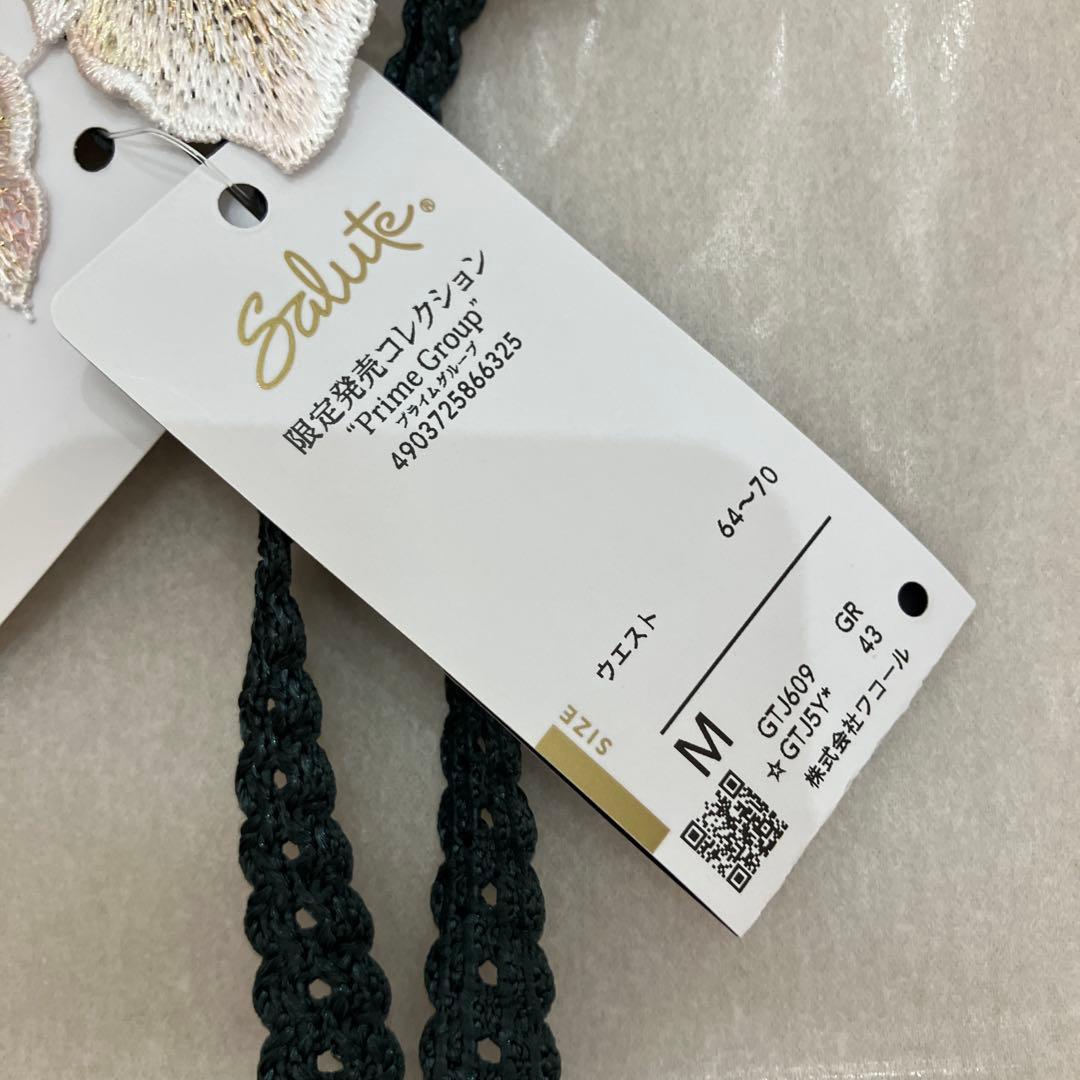 Salute®
限定発売コレクション
“Prime Group”
プライムグループ
4903725866325
ウエスト 64〜70
SIZE
M
GTJ609 GR
☆GTJ5Y* 43
株式会社ワコール